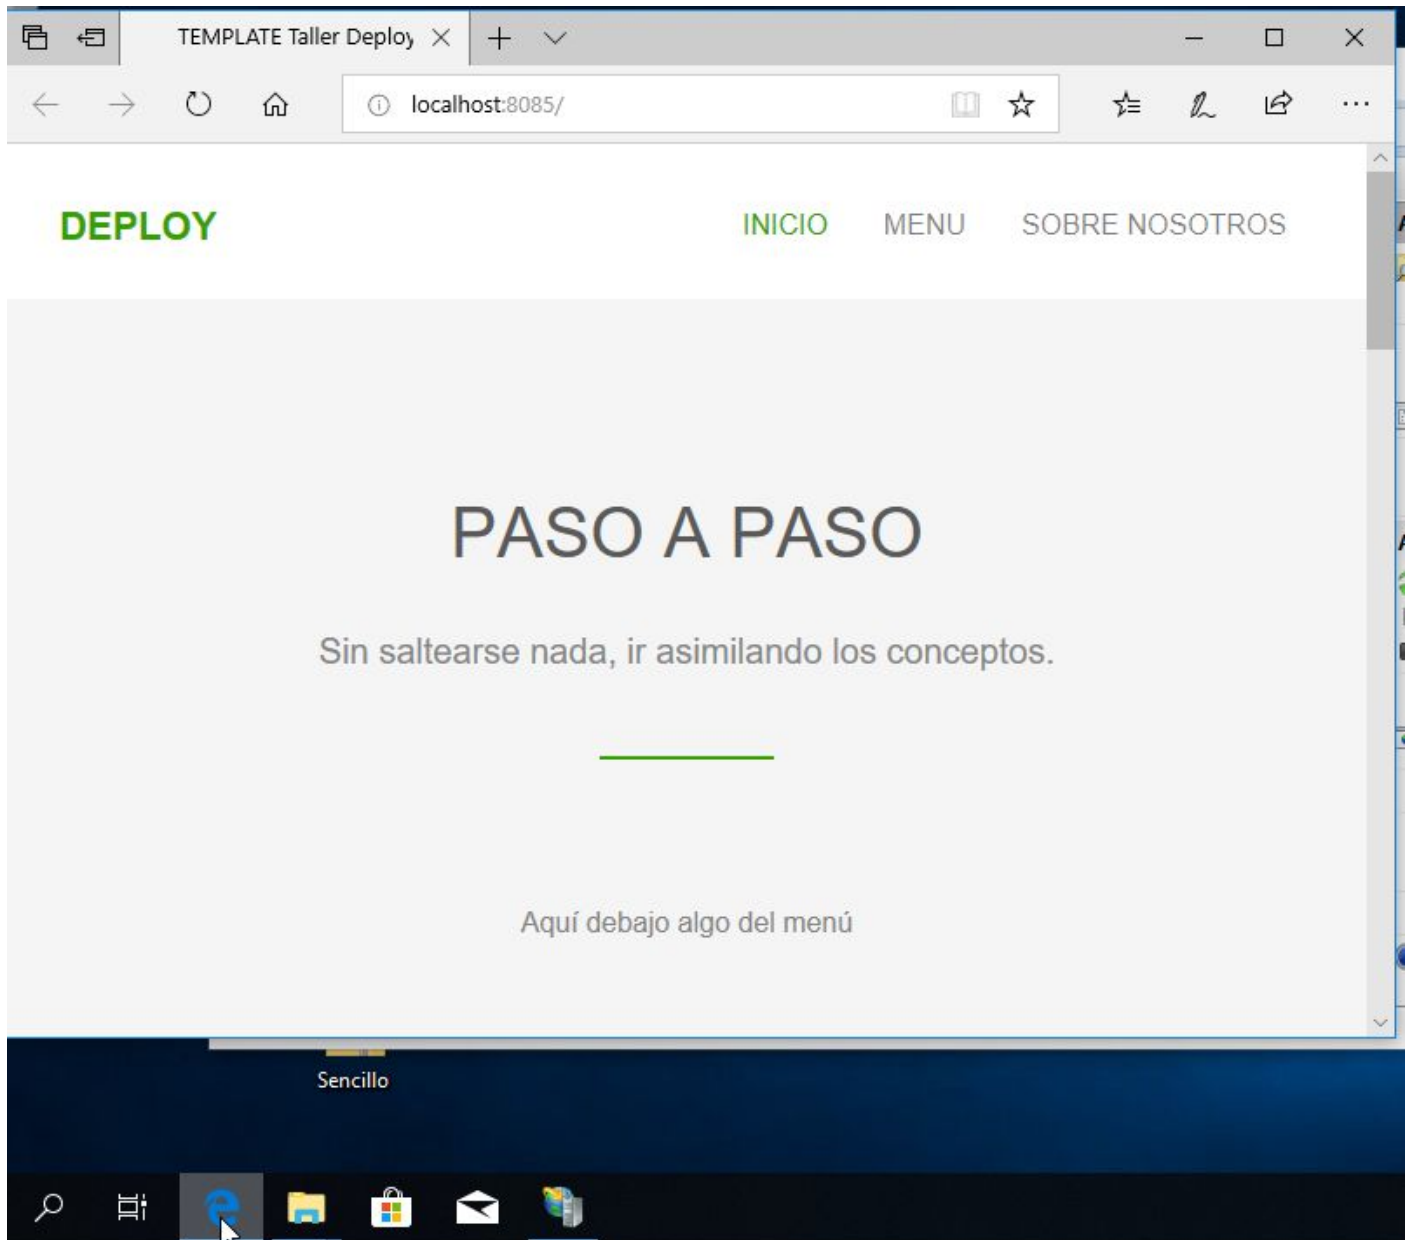 TEMPLATE Taller Deploy
localhost:8085/
DEPLOY
INICIO MENU SOBRE NOSOTROS
PASO A PASO
Sin saltearse nada, ir asimilando los conceptos.
Aquí debajo algo del menú
Sencillo